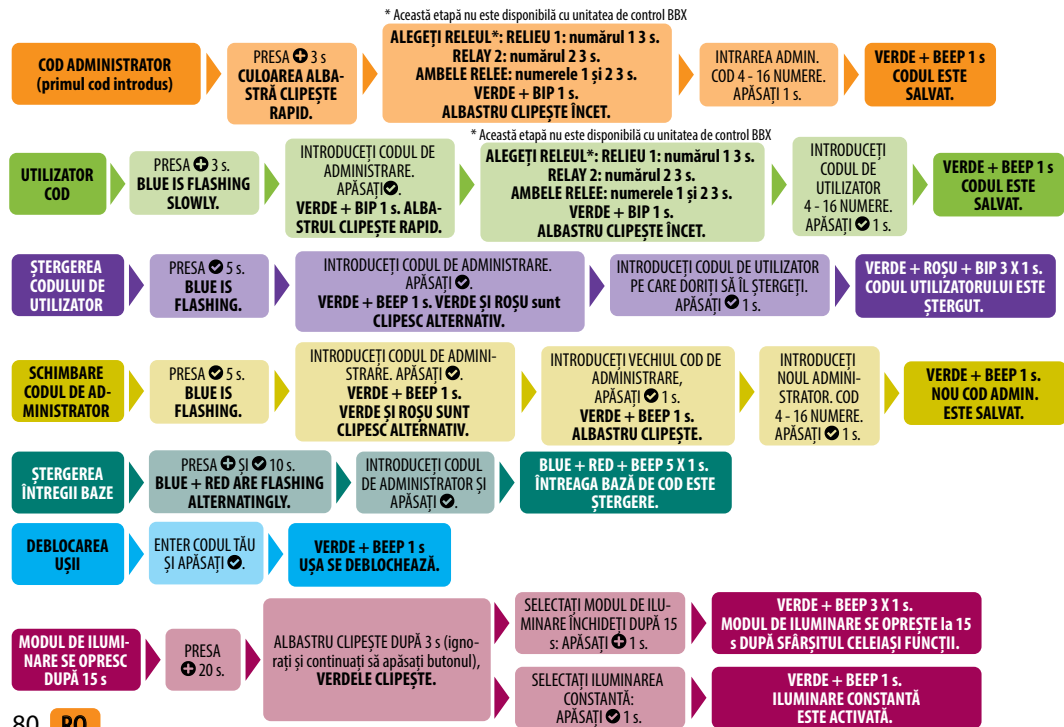 * Această etapă nu este disponibilă cu unitatea de control BBX
COD ADMINISTRATOR
(primul cod introdus)
PRESA ✚ 3 s
CULOAREA ALBA-
STRĂ CLIPEȘTE
RAPID.
ALEGEȚI RELEUL*: RELIEU 1: numărul 1 3 s.
RELAY 2: numărul 2 3 s.
AMBELE RELEE: numerele 1 și 2 3 s.
VERDE + BIP 1 s.
ALBASTRU CLIPEȘTE ÎNCET.
INTRAREA ADMIN.
COD 4 - 16 NUMERE.
APĂSAȚI 1 s.
VERDE + BEEP 1 s
CODUL ESTE
SALVAT.
* Această etapă nu este disponibilă cu unitatea de control BBX
UTILIZATOR
COD
PRESA ✚ 3 s.
BLUE IS FLASHING
SLOWLY.
INTRODUCEȚI CODUL DE
ADMINISTRARE.
APĂSAȚI ✔.
VERDE + BIP 1 s. ALBA-
STRUL CLIPEȘTE RAPID.
ALEGEȚI RELEUL*: RELIEU 1: numărul 1 3 s.
RELAY 2: numărul 2 3 s.
AMBELE RELEE: numerele 1 și 2 3 s.
VERDE + BIP 1 s.
ALBASTRU CLIPEȘTE ÎNCET.
INTRODUCEȚI
CODUL DE
UTILIZATOR
4 - 16 NUMERE.
APĂSAȚI ✔ 1 s.
VERDE + BEEP 1 s
CODUL ESTE
SALVAT.
ȘTERGEREA
CODULUI DE
UTILIZATOR
PRESA ✔ 5 s.
BLUE IS
FLASHING.
INTRODUCEȚI CODUL DE ADMINISTRARE.
APĂSAȚI ✔.
VERDE + BEEP 1 s. VERDE ȘI ROȘU sunt
CLIPESC ALTERNATIV.
INTRODUCEȚI CODUL DE UTILIZATOR
PE CARE DORIȚI SĂ ÎL ȘTERGEȚI.
APĂSAȚI ✔ 1 s.
VERDE + ROȘU + BIP 3 X 1 s.
CODUL UTILIZATORULUI ESTE
ȘTERGUT.
SCHIMBARE
CODUL DE AD-
MINISTRATOR
PRESA ✔ 5 s.
BLUE IS
FLASHING.
INTRODUCEȚI CODUL DE ADMINI-
STRARE. APĂSAȚI ✔.
VERDE + BEEP 1 s.
VERDE ȘI ROȘU SUNT
CLIPESC ALTERNATIV.
INTRODUCEȚI VECHIUL COD DE
ADMINISTRARE,
APĂSAȚI ✔ 1 s.
VERDE + BEEP 1 s.
ALBASTRU CLIPEȘTE.
INTRODUCEȚI
NOUL ADMINI-
STRATOR. COD
4 - 16 NUMERE.
APĂSAȚI ✔ 1 s.
VERDE + BEEP 1 s.
NOU COD ADMIN.
ESTE SALVAT.
ȘTERGEREA
ÎNTREGII BAZE
PRESA ✚ ȘI ✔ 10 s.
BLUE + RED ARE FLASHING
ALTERNATINGLY.
INTRODUCEȚI CODUL
DE ADMINISTRATOR ȘI
APĂSAȚI ✔.
BLUE + RED + BEEP 5 X 1 s.
ÎNTREAGA BAZĂ DE COD ESTE
ȘTERGERE.
DEBLOCAREA
UȘII
ENTER CODUL TĂU
ȘI APĂSAȚI ✔.
VERDE + BEEP 1 s
UȘA SE DEBLOCHEAZĂ.
MODUL DE ILUMI-
NARE SE OPRESC
DUPĂ 15 s
PRESA
✚ 20 s.
ALBASTRU CLIPEȘTE DUPĂ 3 s (igno-
rați și continuați să apăsați butonul),
VERDELE CLIPEȘTE.
SELECTAȚI MODUL DE ILU-
MINARE ÎNCHIDEȚI DUPĂ 15
s: APĂSAȚI ✚ 1 s.
VERDE + BEEP 3 X 1 s.
MODUL DE ILUMINARE SE OPREȘTE la 15
s DUPĂ SFÂRȘITUL CELEIAȘI FUNCȚII.
SELECTAȚI ILUMINAREA
CONSTANTĂ:
APĂSAȚI ✔ 1 s.
VERDE + BEEP 1 s.
ILUMINARE CONSTANTĂ
ESTE ACTIVATĂ.
80 RO